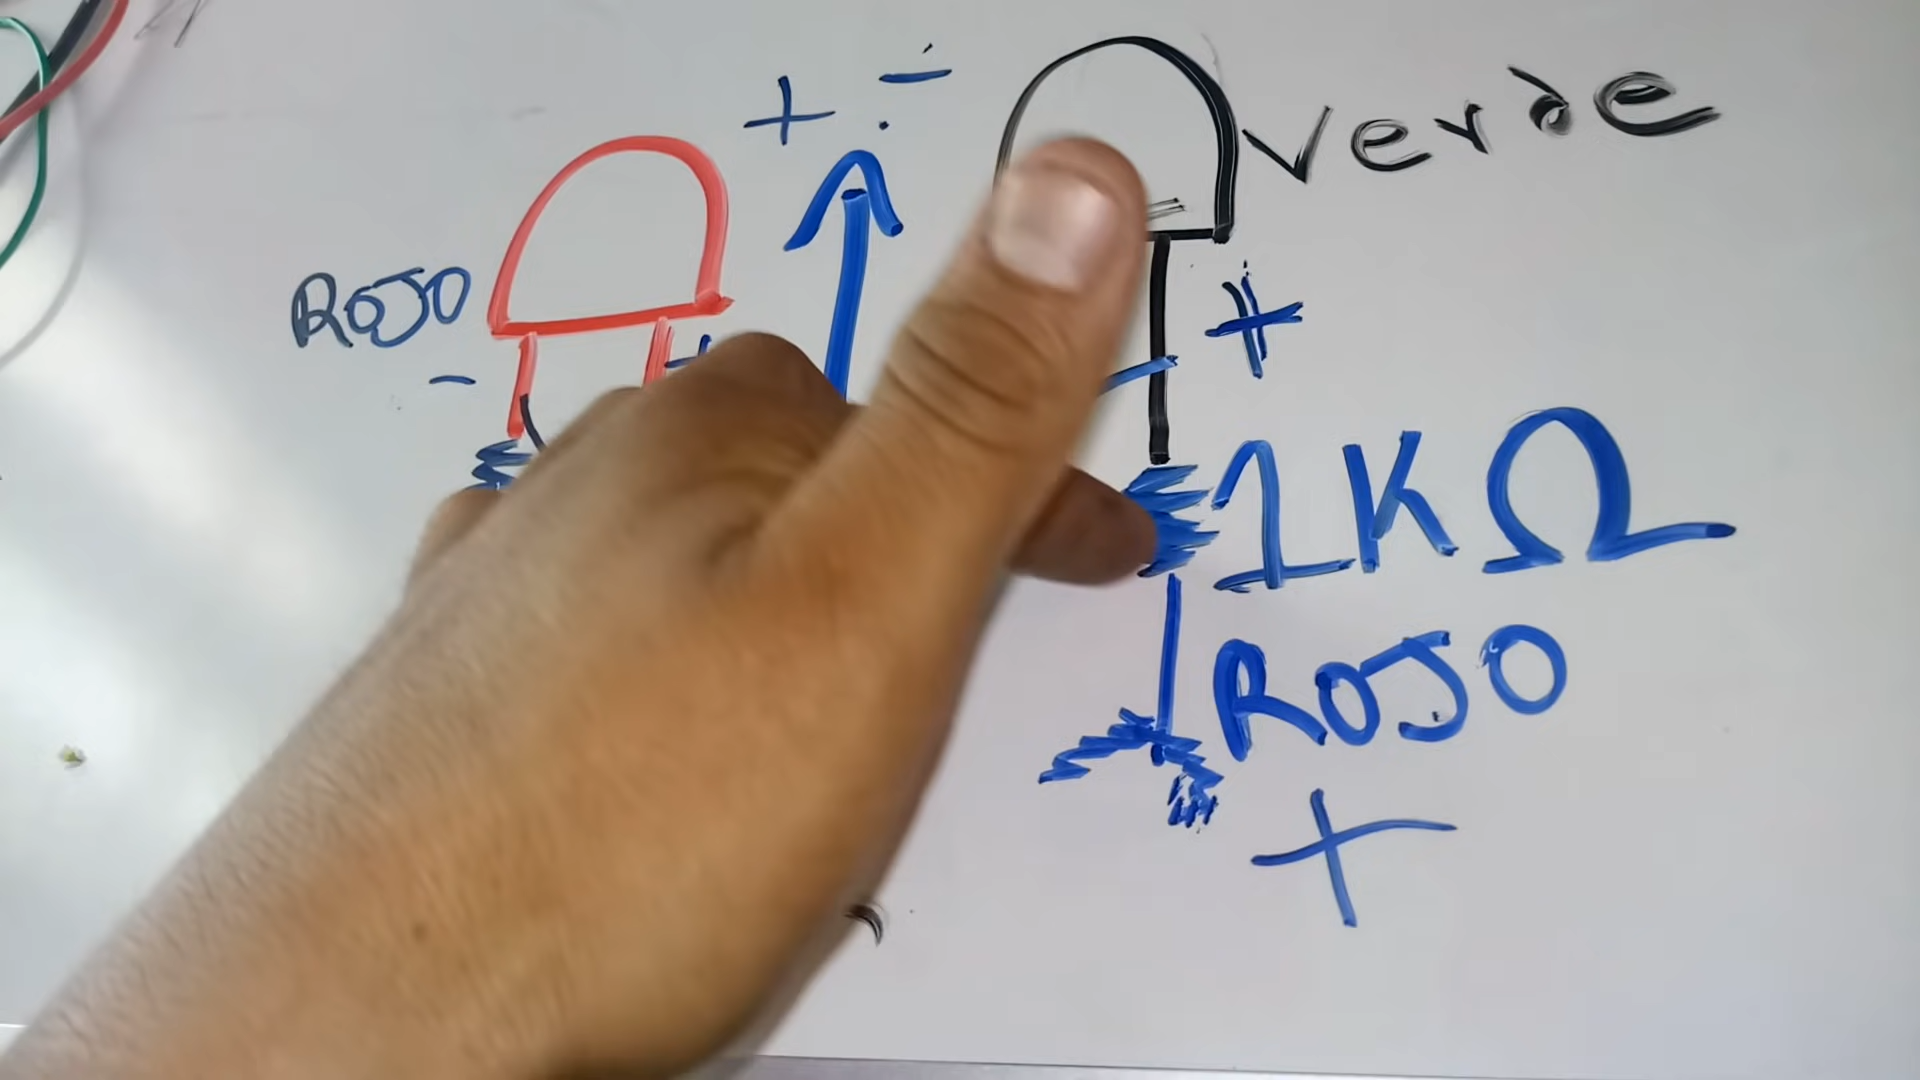 + -
Verde
ROJO
- +
+
1KΩ
ROJO
+